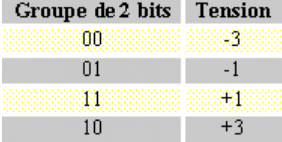 Groupe de 2 bits Tension
00 -3
01 -1
11 +1
10 +3